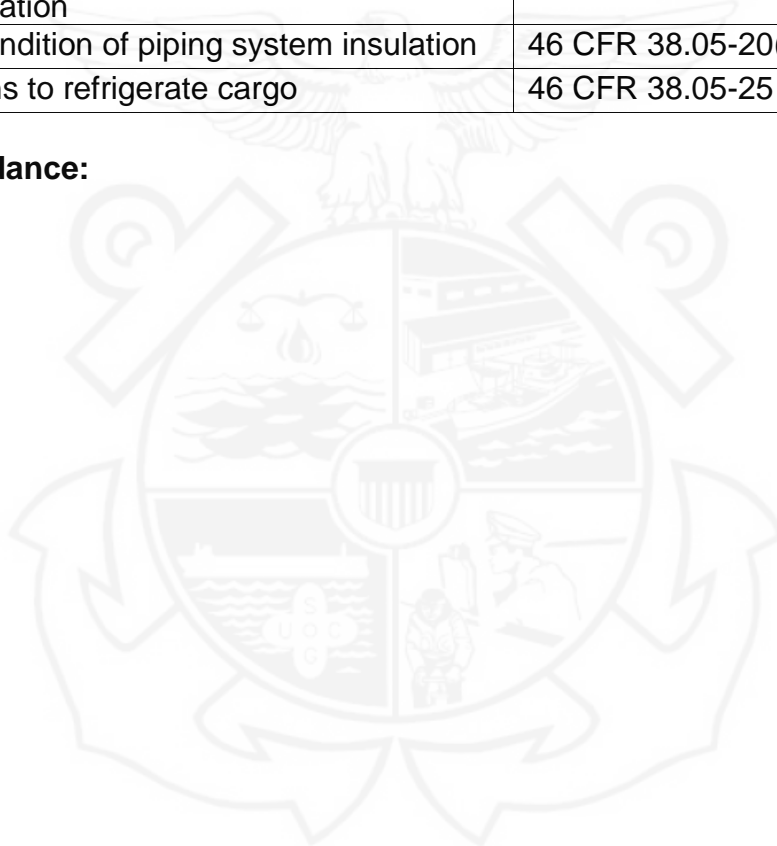 ation
ndition of piping system insulation 46 CFR 38.05-20(
ns to refrigerate cargo 46 CFR 38.05-25
lance:
U S C G